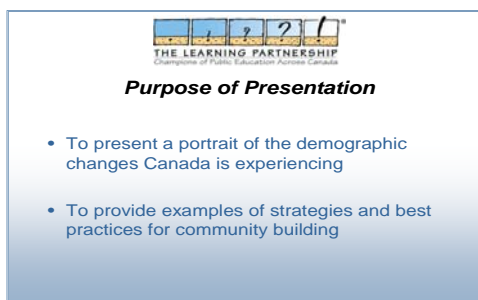 THE LEARNING PARTNERSHIP
Champions of Public Education Across Canada
Purpose of Presentation
• To present a portrait of the demographic
changes Canada is experiencing
• To provide examples of strategies and best
practices for community building